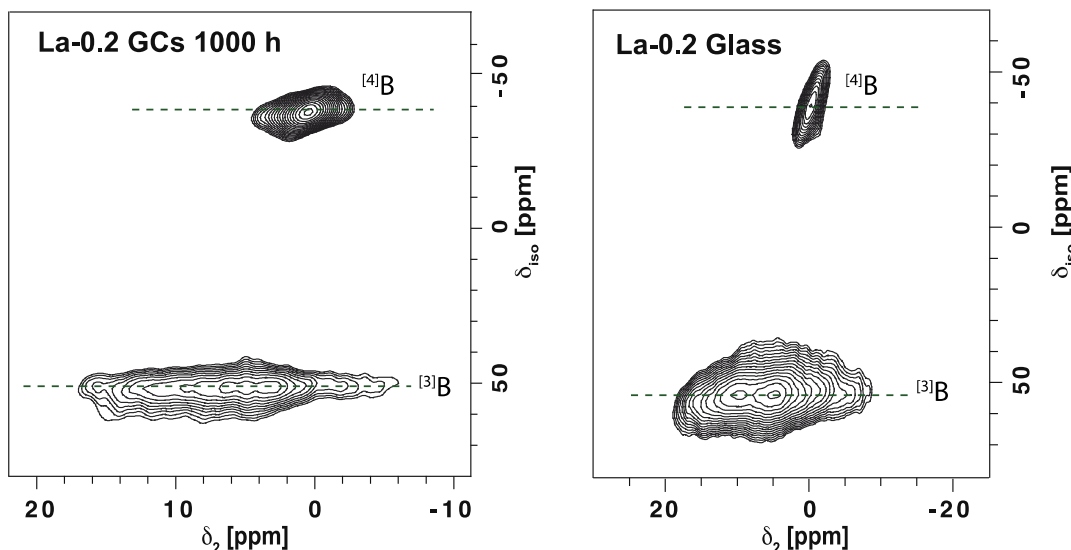 La-0.2 GCs 1000 h
[4]B
-50
0
50
δiso [ppm]
[3]B
20
10
0
-10
δ2 [ppm]
La-0.2 Glass
[4]B
-50
0
50
δiso [ppm]
[3]B
20
0
-20
δ2 [ppm]